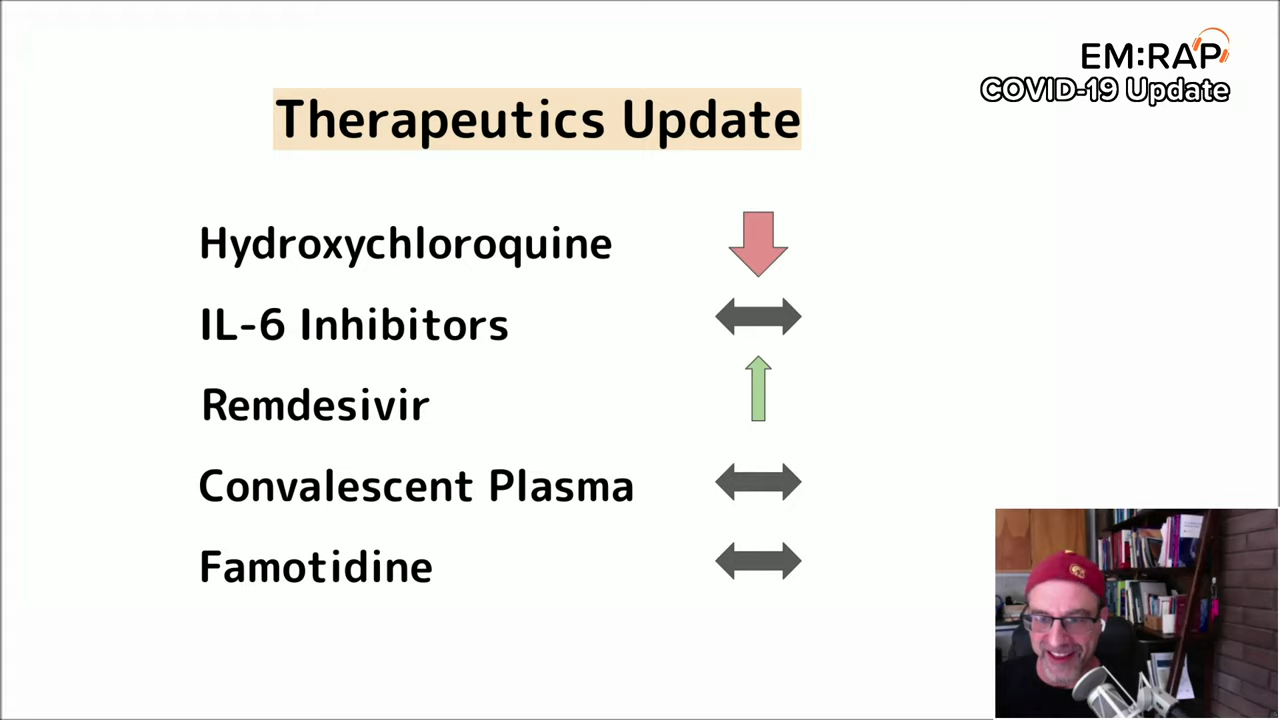 EM:RAP
COVID-19 Update
Therapeutics Update
Hydroxychloroquine
IL-6 Inhibitors
Remdesivir
Convalescent Plasma
Famotidine